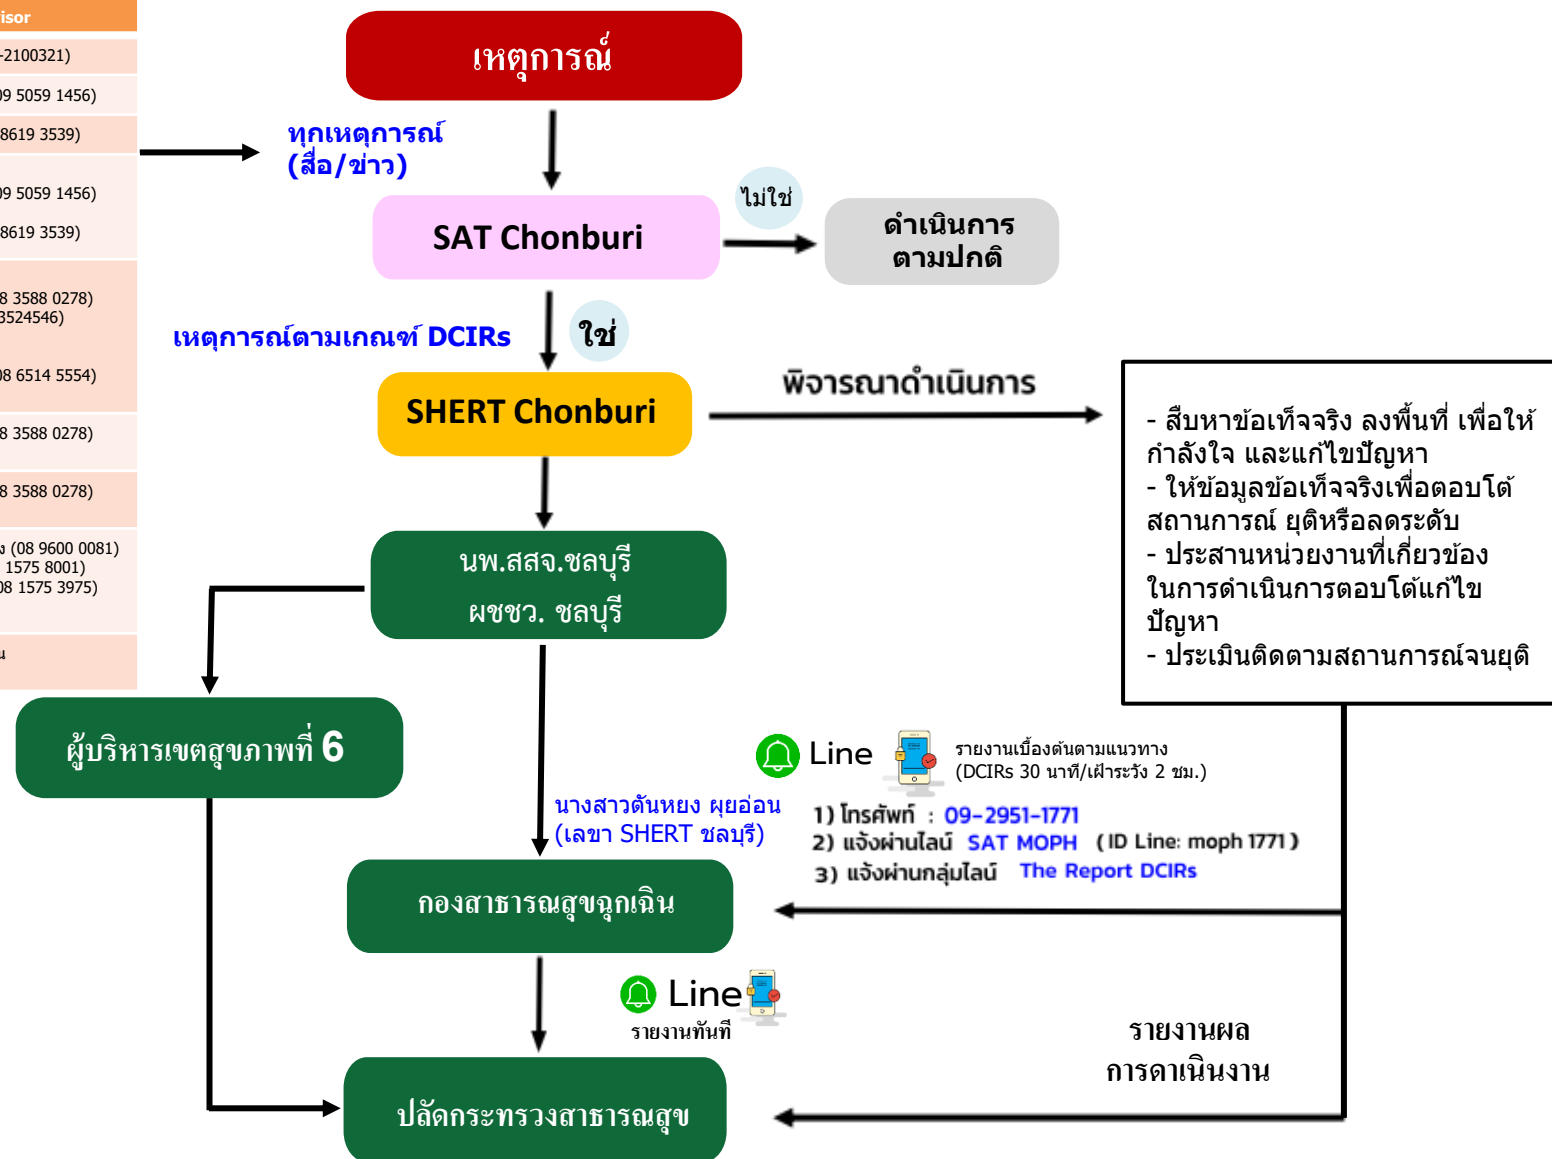 visor
-2100321)
09 5059 1456)
8619 3539)
09 5059 1456)
8619 3539)
8 3588 0278)
3524546)
08 6514 5554)
8 3588 0278)
8 3588 0278)
ง (08 9600 0081)
1575 8001)
08 1575 3975)
น
เหตุการณ์
ทุกเหตุการณ์
(สื่อ/ข่าว)
SAT Chonburi
ไม่ใช่
ดำเนินการ
ตามปกติ
เหตุการณ์ตามเกณฑ์ DCIRs
ใช่
SHERT Chonburi
พิจารณาดำเนินการ
- สืบหาข้อเท็จจริง ลงพื้นที่ เพื่อให้
กำลังใจ และแก้ไขปัญหา
- ให้ข้อมูลข้อเท็จจริงเพื่อตอบโต้
สถานการณ์ ยุติหรือลดระดับ
- ประสานหน่วยงานที่เกี่ยวข้อง
ในการดำเนินการตอบโต้แก้ไข
ปัญหา
- ประเมินติดตามสถานการณ์จนยุติ
นพ.สสจ.ชลบุรี
ผชชว. ชลบุรี
ผู้บริหารเขตสุขภาพที่ 6
Line
รายงานเบื้องต้นตามแนวทาง
(DCIRs 30 นาที/เฝ้าระวัง 2 ชม.)
นางสาวตันหยง ผุยอ่อน
(เลขา SHERT ชลบุรี)
1) โทรศัพท์ : 09-2951-1771
2) แจ้งผ่านไลน์ SAT MOPH (ID Line: moph 1771)
3) แจ้งผ่านกลุ่มไลน์ The Report DCIRs
กองสาธารณสุขฉุกเฉิน
Line
รายงานทันที
รายงานผล
การดาเนินงาน
ปลัดกระทรวงสาธารณสุข